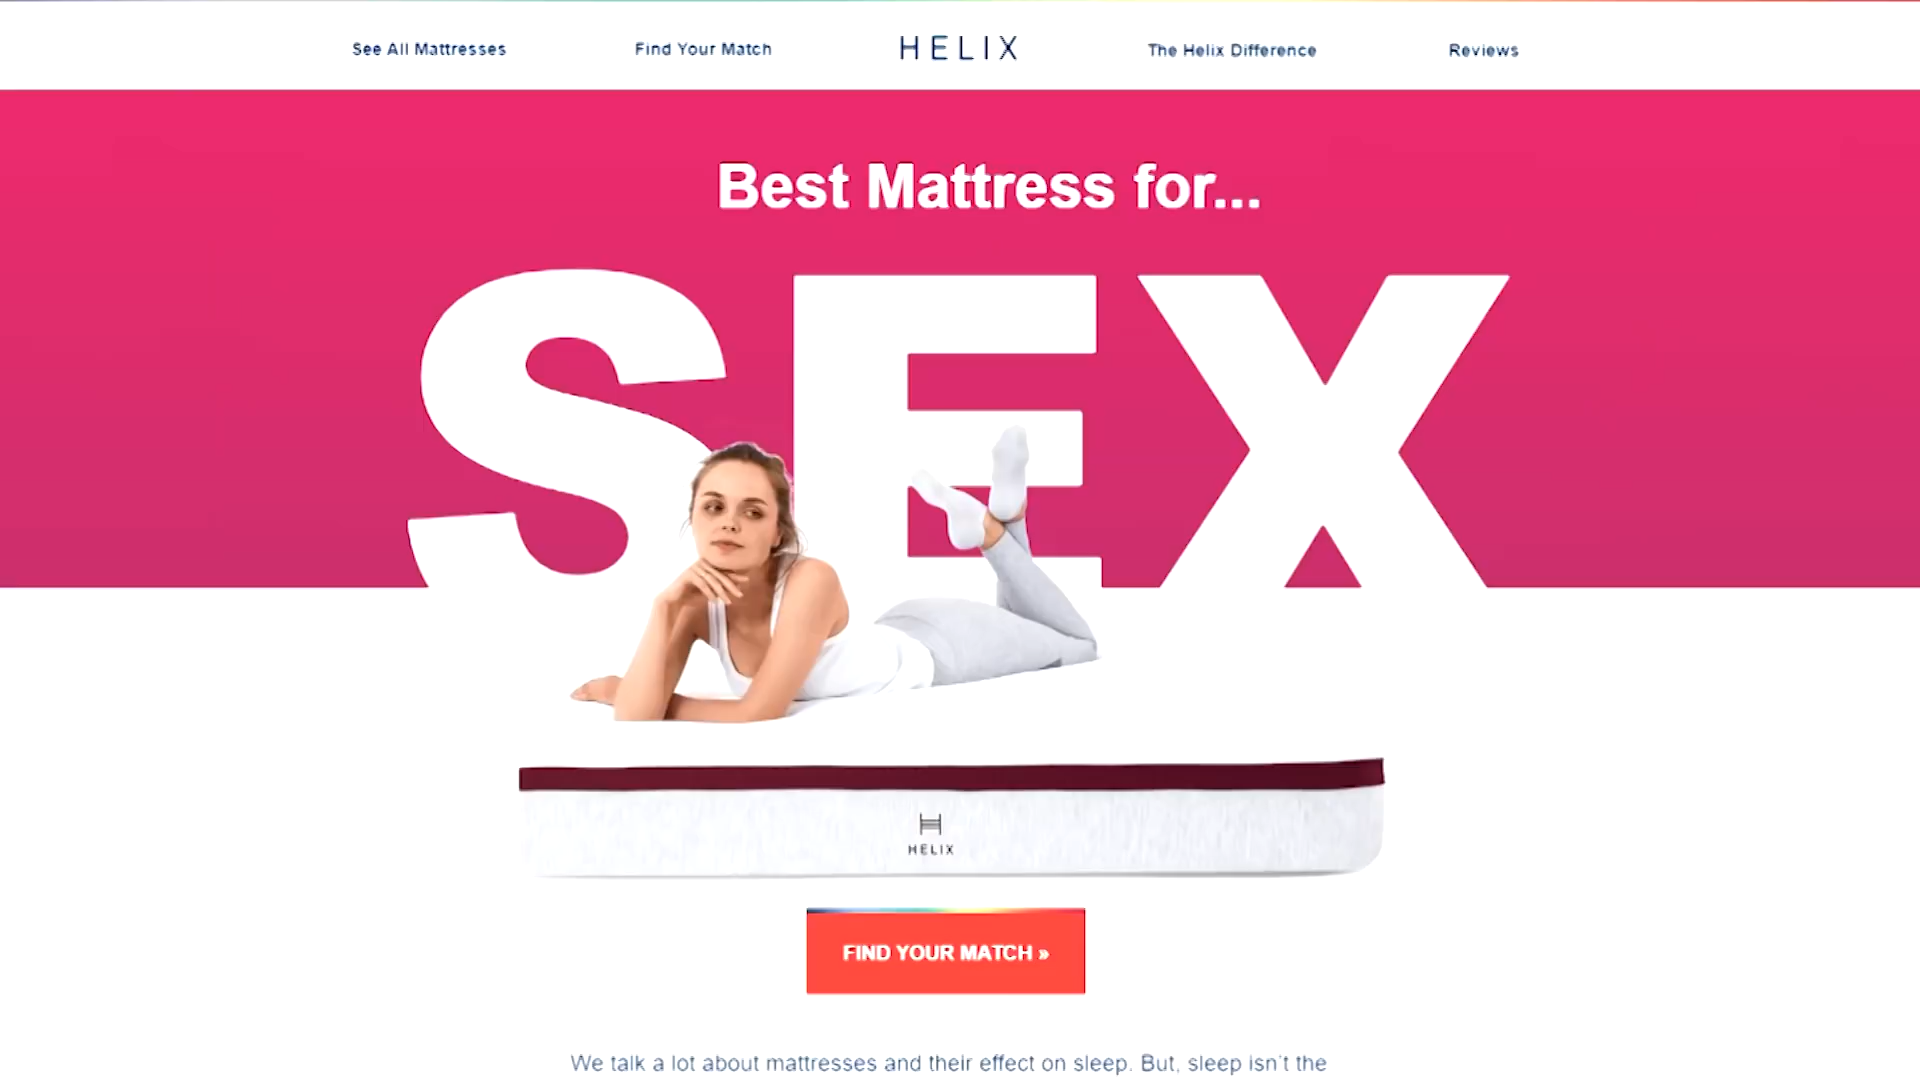 See All Mattresses
Find Your Match
HELIX
The Helix Difference
Reviews
Best Mattress for...
SEX
HELIX
FIND YOUR MATCH »
We talk a lot about mattresses and their effect on sleep. But, sleep isn't the